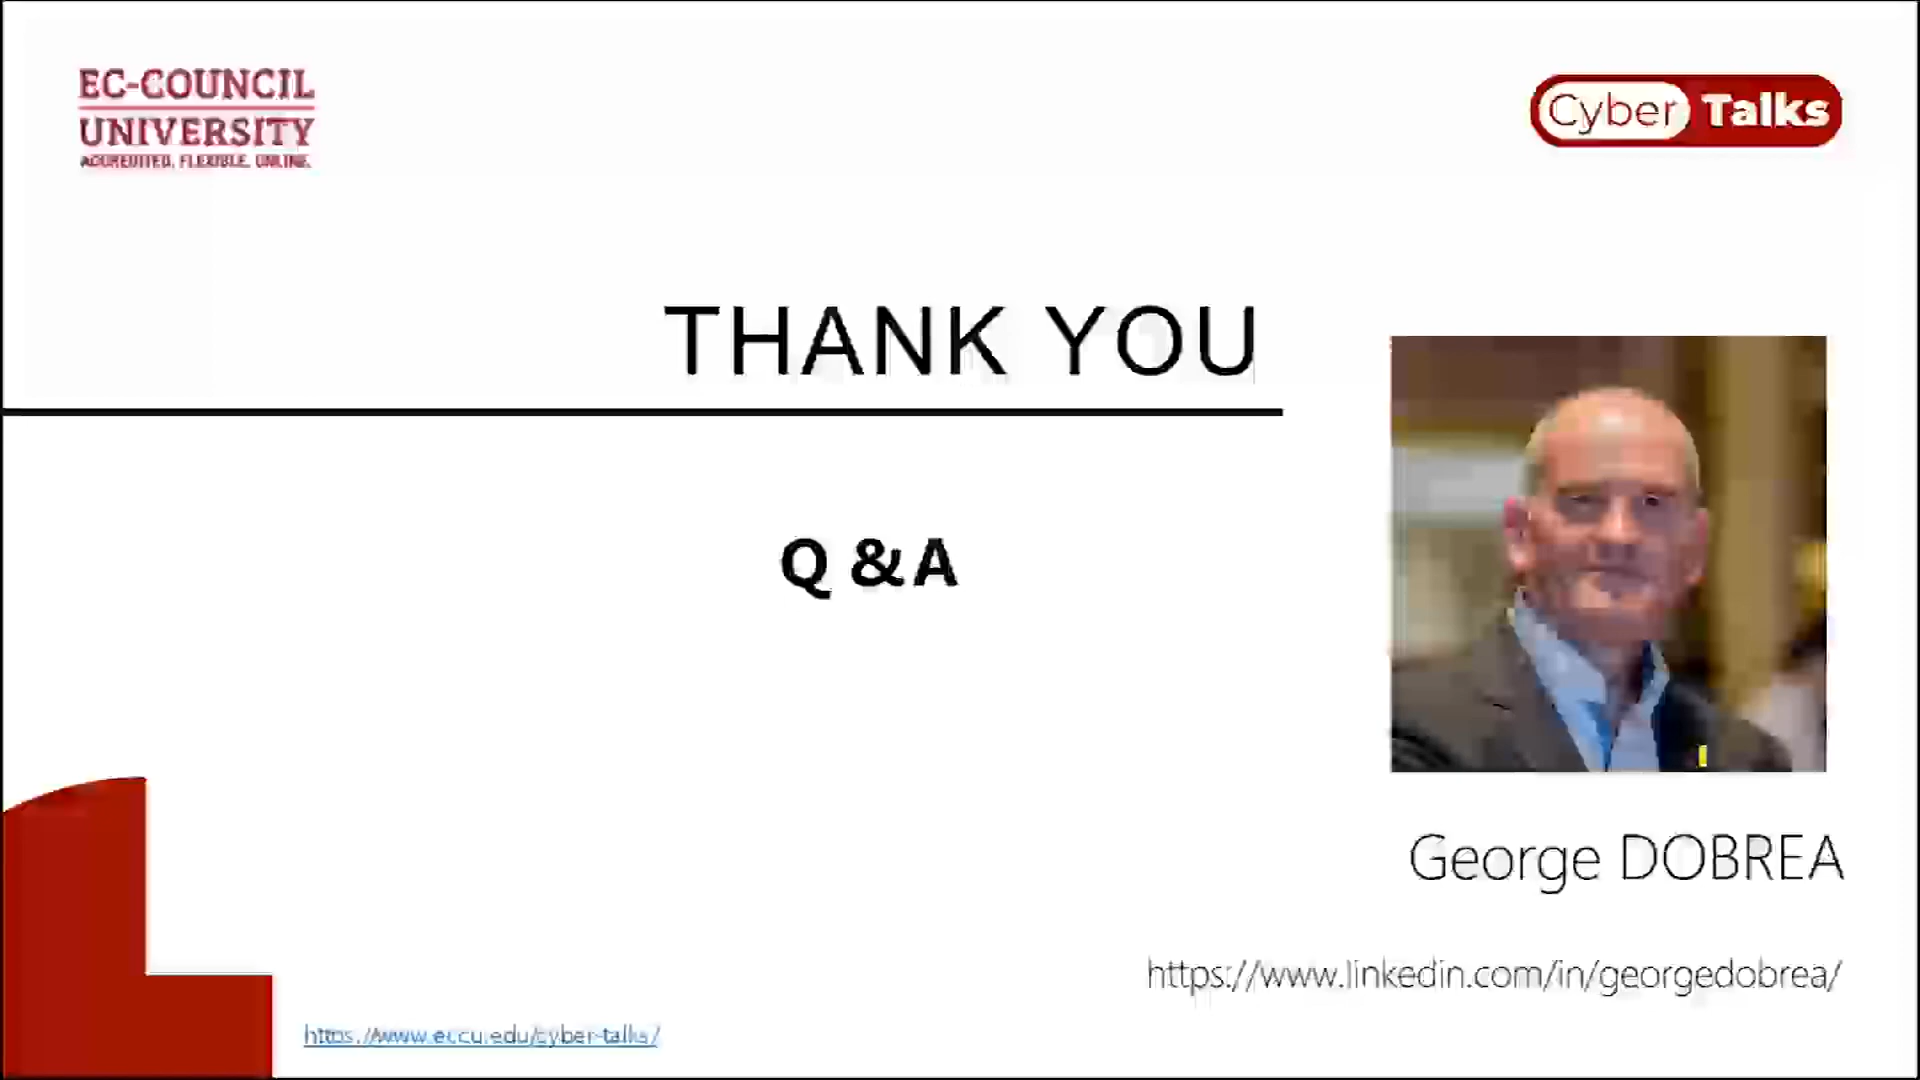 EC-COUNCIL
UNIVERSITY
ACCREDITED. FLEXIBLE. ONLINE.
Cyber Talks
THANK YOU
Q & A
George DOBREA
https://www.linkedin.com/in/georgedobrea/
https://www.eccu.edu/cyber-talks/